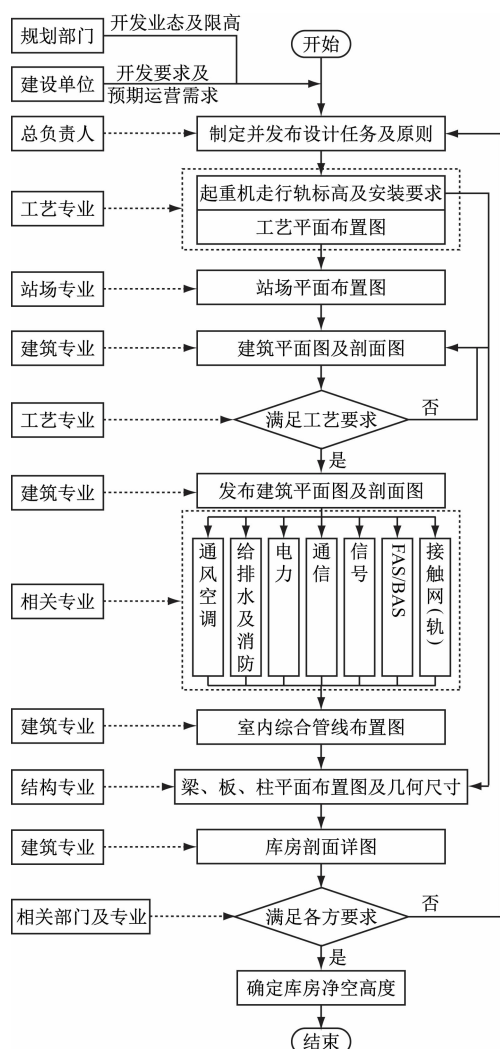 规划部门
开发业态及限高
开始
建设单位
开发要求及
预期运营需求
总负责人
制定并发布设计任务及原则
工艺专业
起重机走行轨标高及安装要求
工艺平面布置图
站场专业
站场平面布置图
建筑专业
建筑平面图及剖面图
工艺专业
满足工艺要求
否
是
建筑专业
发布建筑平面图及剖面图
相关专业
通风空调
给排水及消防
电力
通信
信号
FAS/BAS
接触网(轨)
建筑专业
室内综合管线布置图
结构专业
梁、板、柱平面布置图及几何尺寸
建筑专业
库房剖面详图
相关部门及专业
满足各方要求
否
是
确定库房净空高度
结束